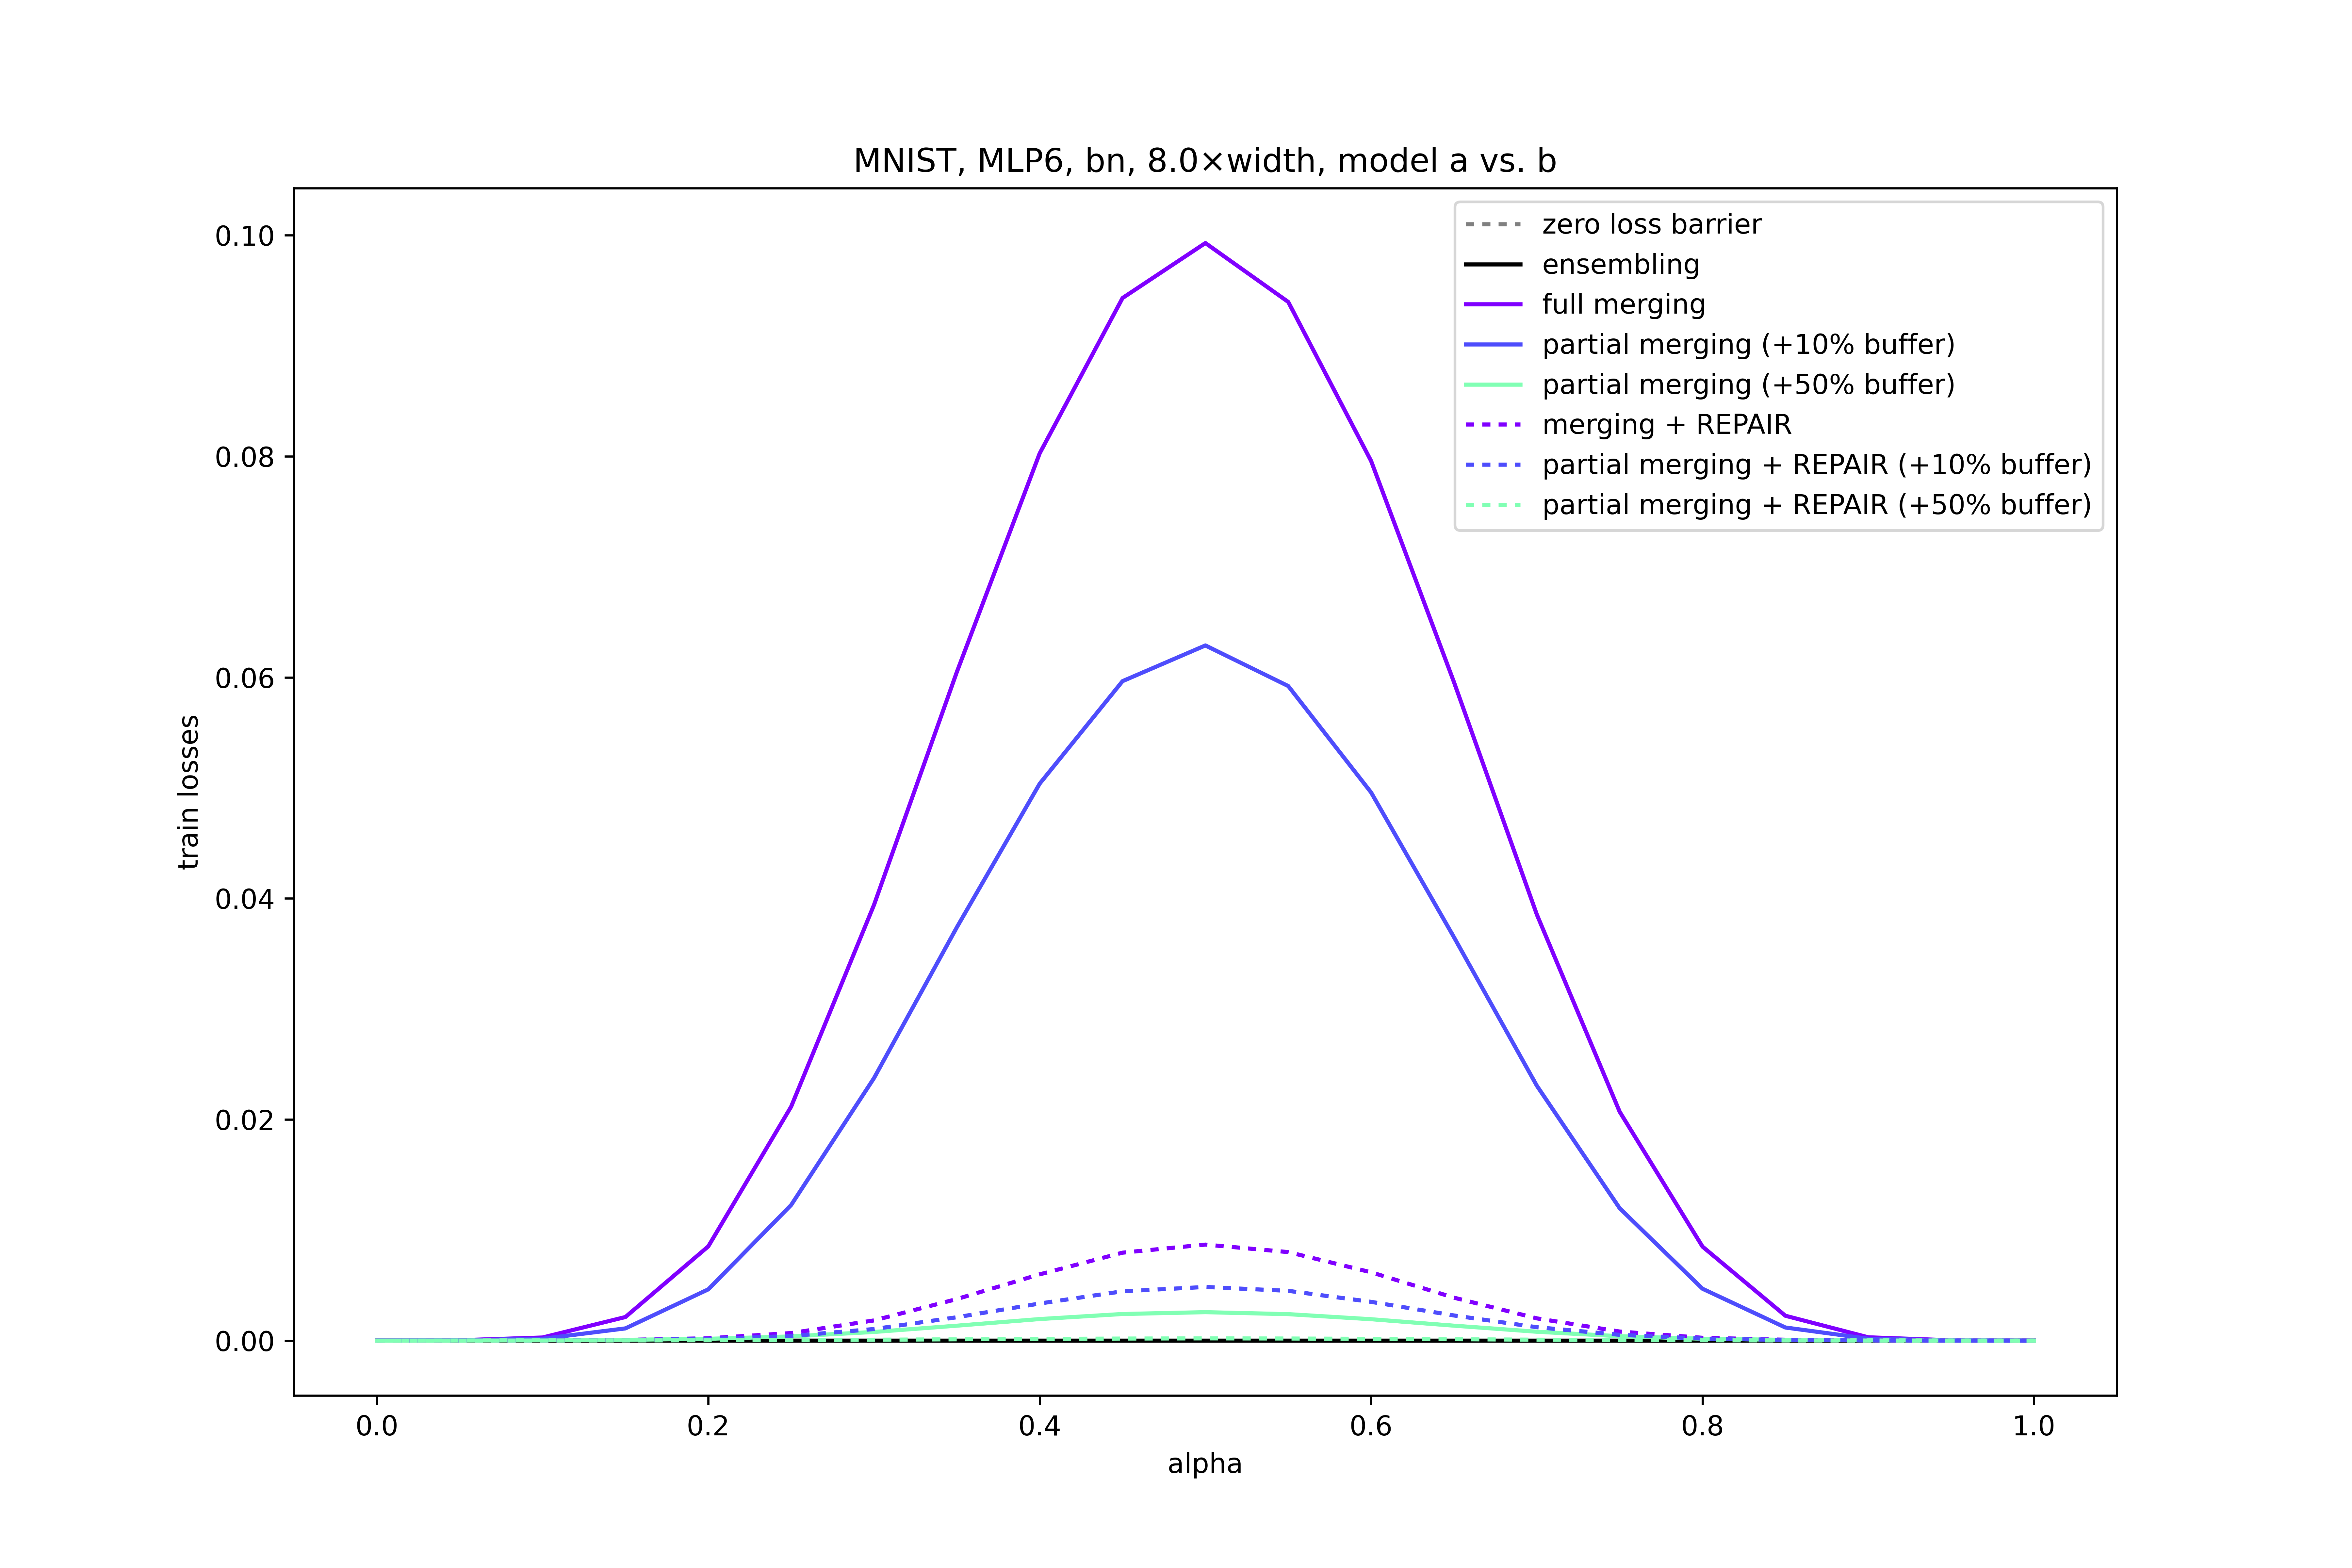 MNIST, MLP6, bn, 8.0×width, model a vs. b
zero loss barrier
ensembling
full merging
partial merging (+10% buffer)
partial merging (+50% buffer)
merging + REPAIR
partial merging + REPAIR (+10% buffer)
partial merging + REPAIR (+50% buffer)
train losses
0.10
0.08
0.06
0.04
0.02
0.00
0.0
0.2
0.4
0.6
0.8
1.0
alpha